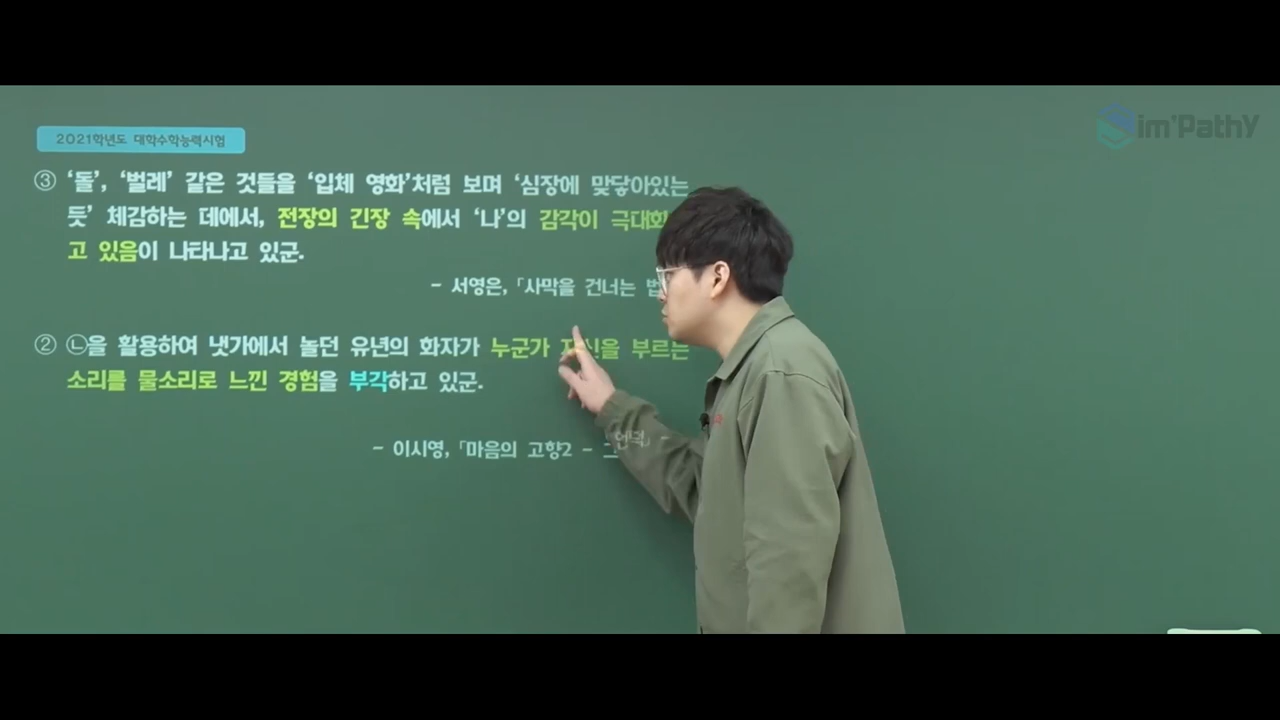 2021학년도 대학수학능력시험
im'PathY
③ ‘돌’, ‘벌레’ 같은 것들을 ‘입체 영화’처럼 보며 ‘심장에 맞닿아있는
듯’ 체감하는 데에서, 전장의 긴장 속에서 ‘나’의 감각이
고 있음이 나타나고 있군.
- 서영은, 「사막을 건너는
② ㉡을 활용하여 냇가에서 놀던 유년의 화자가 누군가 부르는
소리를 물소리로 느낀 경험을 부각하고 있군.
- 이시영, 「마음의 고향2 - 언덕」 -